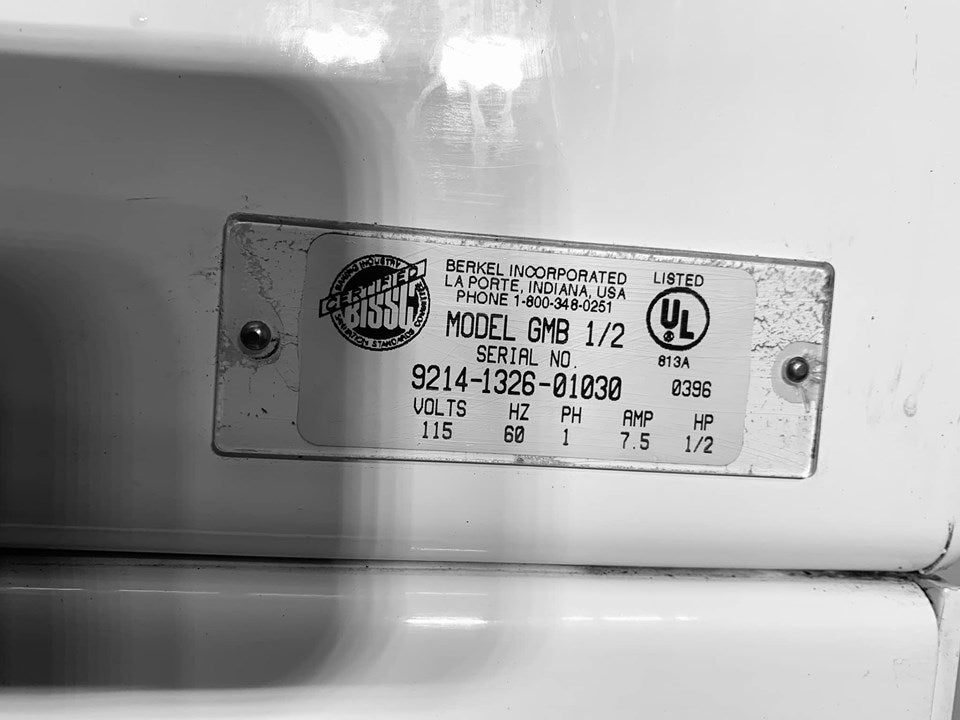 BAKING INDUSTRY
CERTIFIED
BISSC
SANITATION STANDARDS COMMITTEE
BERKEL INCORPORATED
LA PORTE, INDIANA, USA
PHONE 1-800-348-0251
LISTED
UL
®
813A
MODEL GMB 1/2
SERIAL NO.
9214-1326-01030
0396
VOLTS HZ PH AMP HP
115 60 1 7.5 1/2